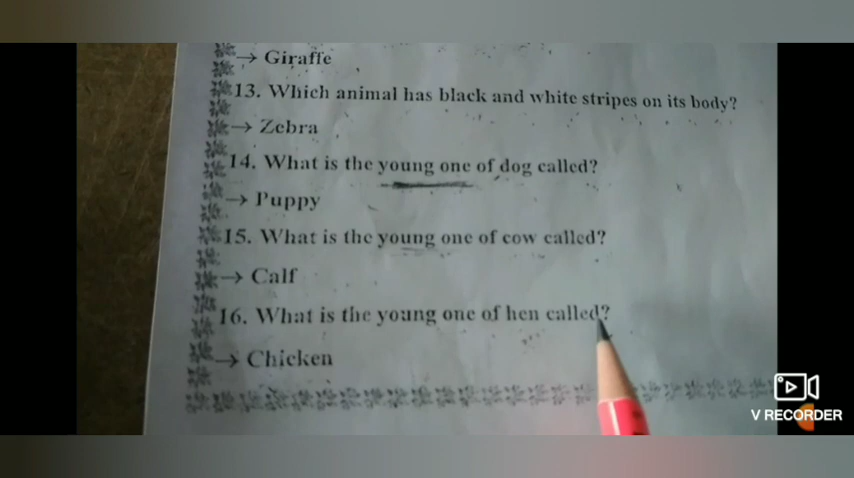 → Giraffe
13. Which animal has black and white stripes on its body?
→ Zebra
14. What is the young one of dog called?
→ Puppy
15. What is the young one of cow called?
→ Calf
16. What is the young one of hen called?
→ Chicken
V RECORDER